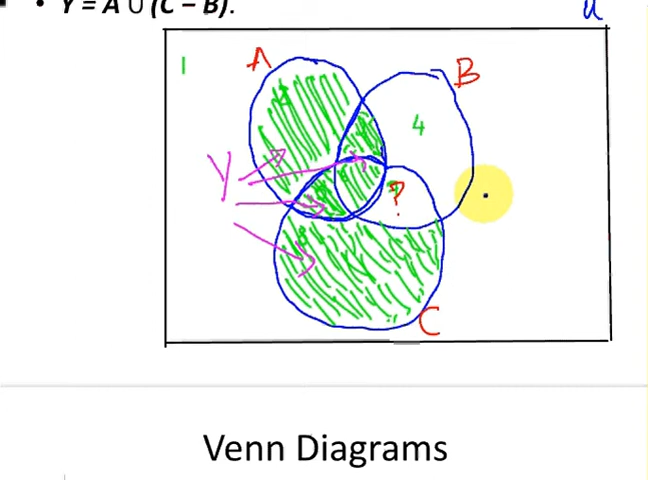 • Y = A ∪ (C – B).
u
1
A
B
4
Y
?
C
Venn Diagrams